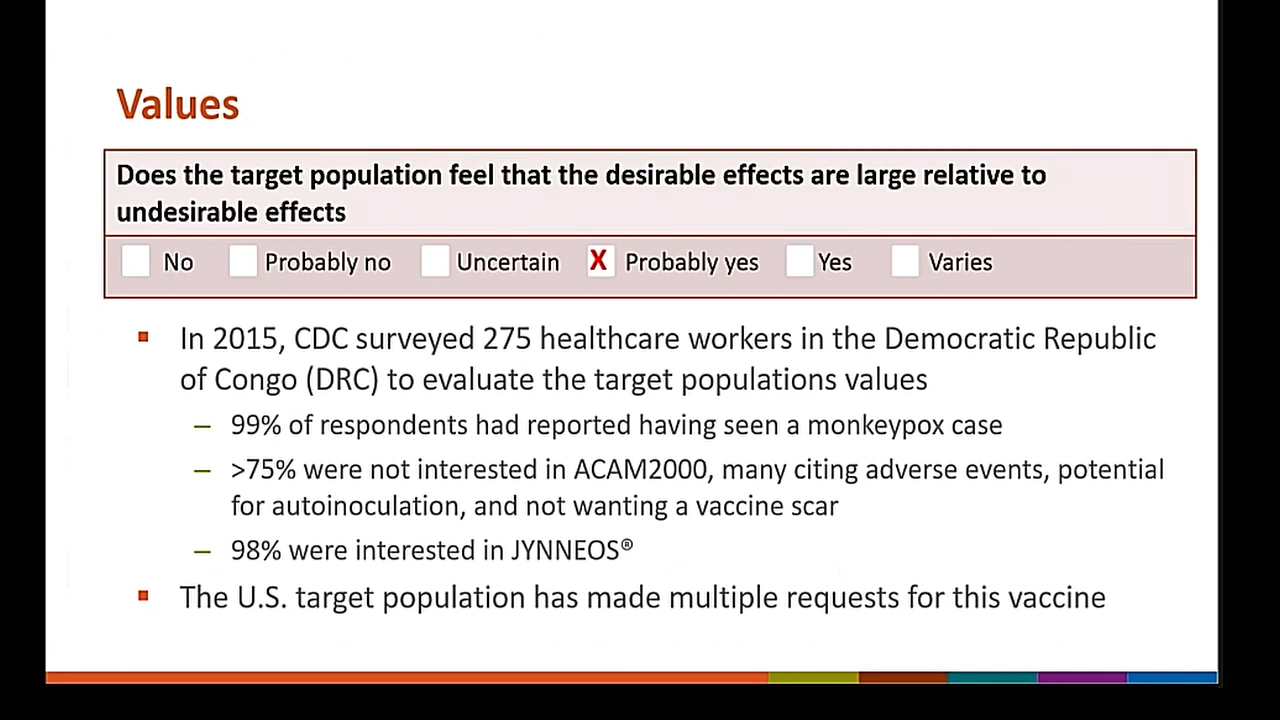 Values
Does the target population feel that the desirable effects are large relative to
undesirable effects
No Probably no Uncertain X Probably yes Yes Varies
In 2015, CDC surveyed 275 healthcare workers in the Democratic Republic
of Congo (DRC) to evaluate the target populations values
– 99% of respondents had reported having seen a monkeypox case
– >75% were not interested in ACAM2000, many citing adverse events, potential
for autoinoculation, and not wanting a vaccine scar
– 98% were interested in JYNNEOS®
The U.S. target population has made multiple requests for this vaccine